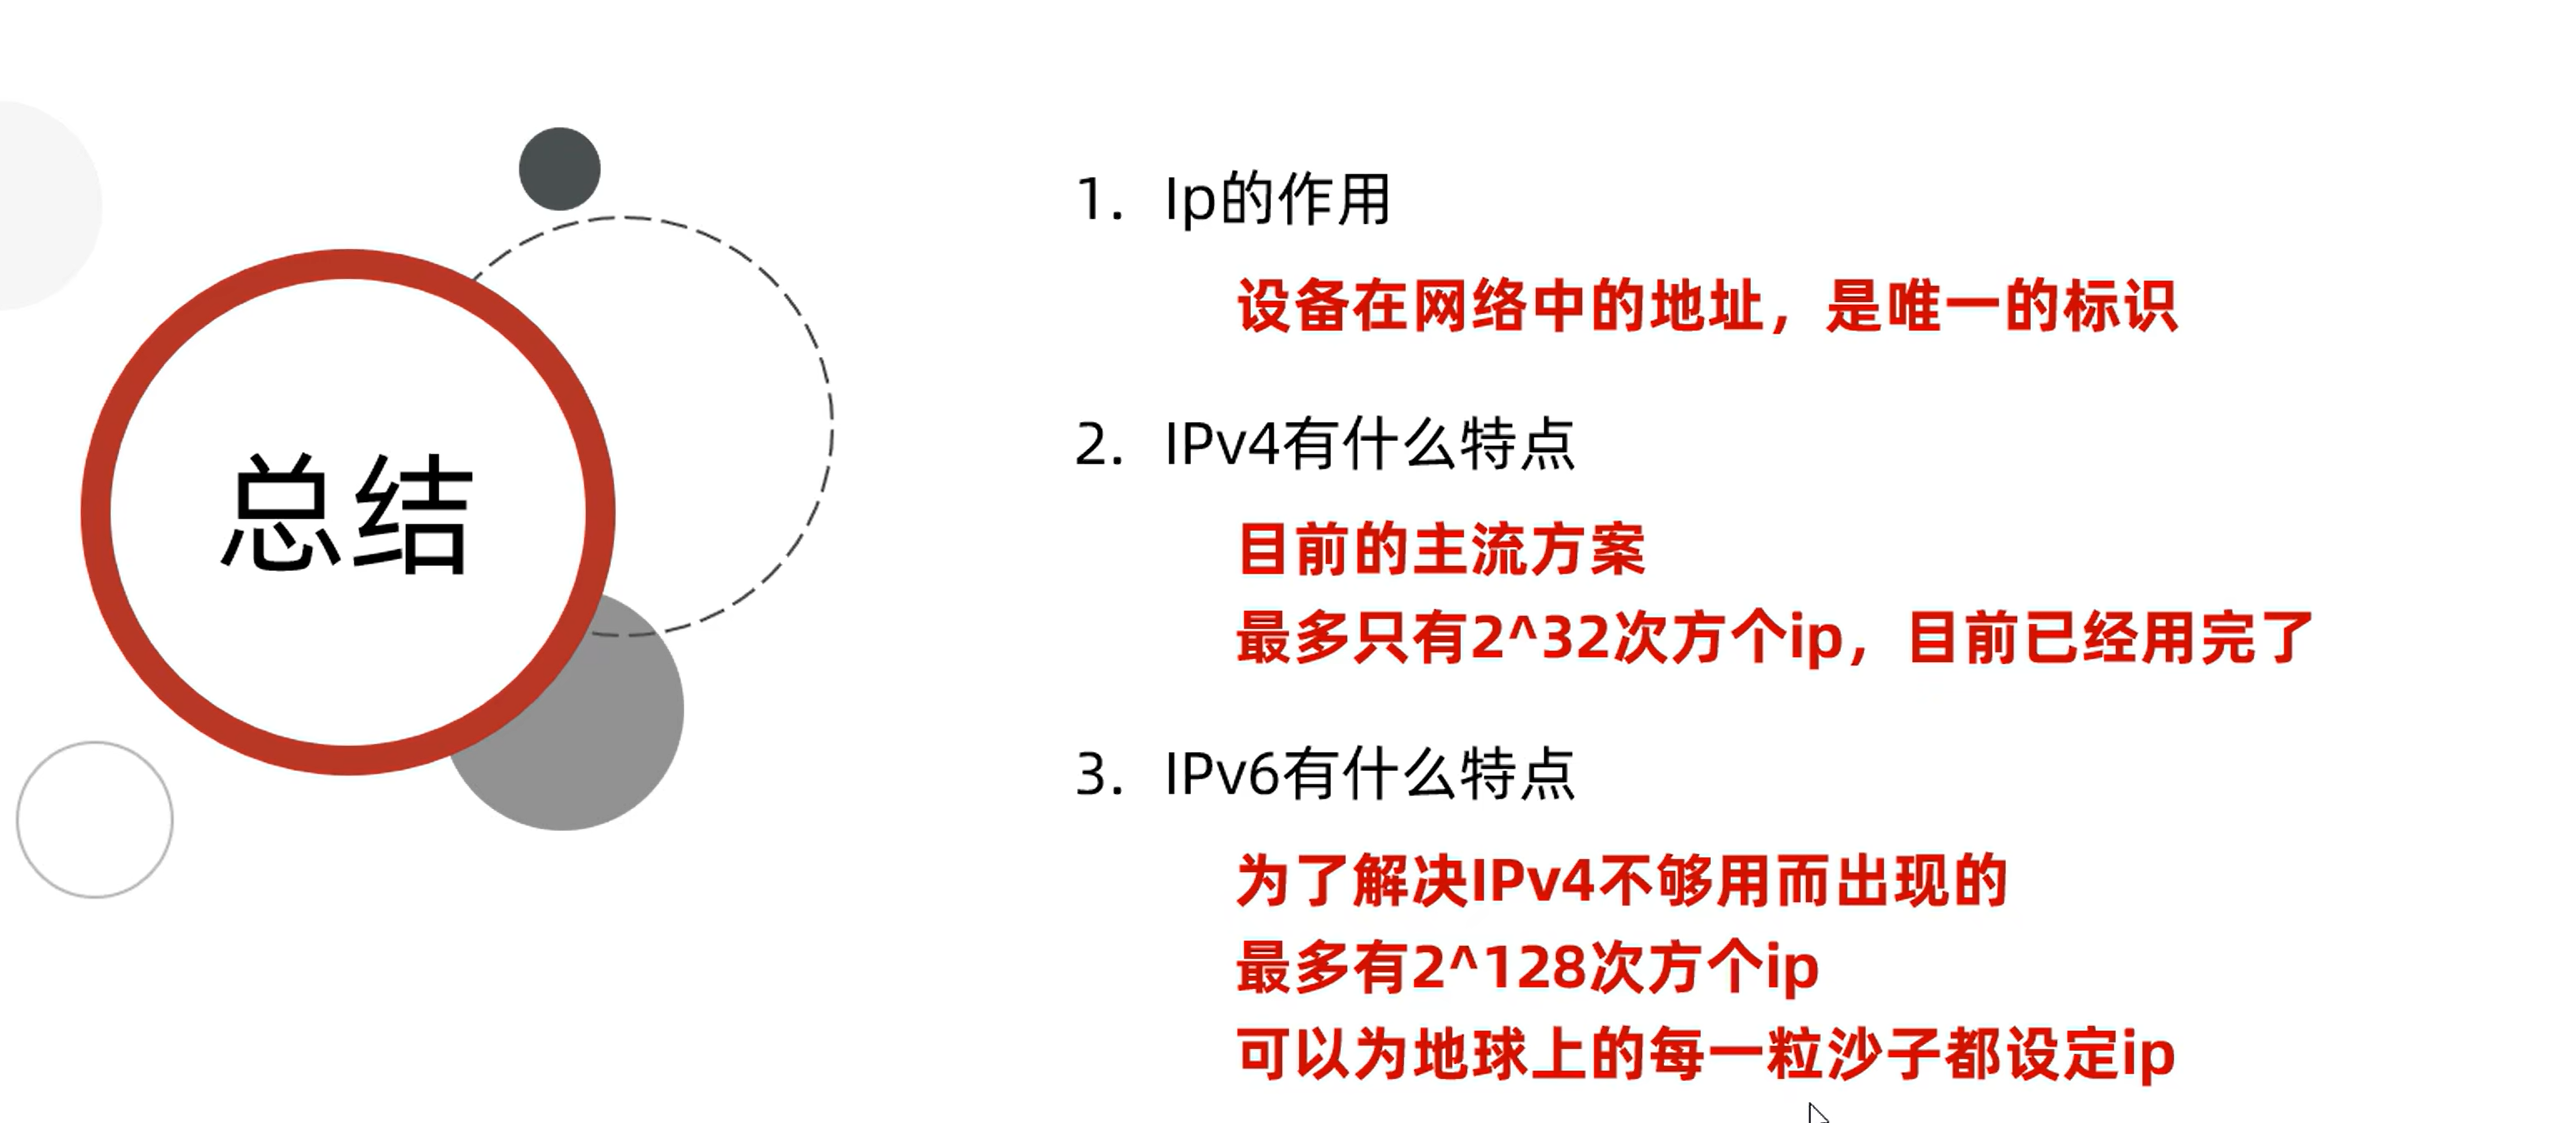 总结
1. Ip的作用
设备在网络中的地址，是唯一的标识
2. IPv4有什么特点
目前的主流方案
最多只有2^32次方个ip，目前已经用完了
3. IPv6有什么特点
为了解决IPv4不够用而出现的
最多有2^128次方个ip
可以为地球上的每一粒沙子都设定ip